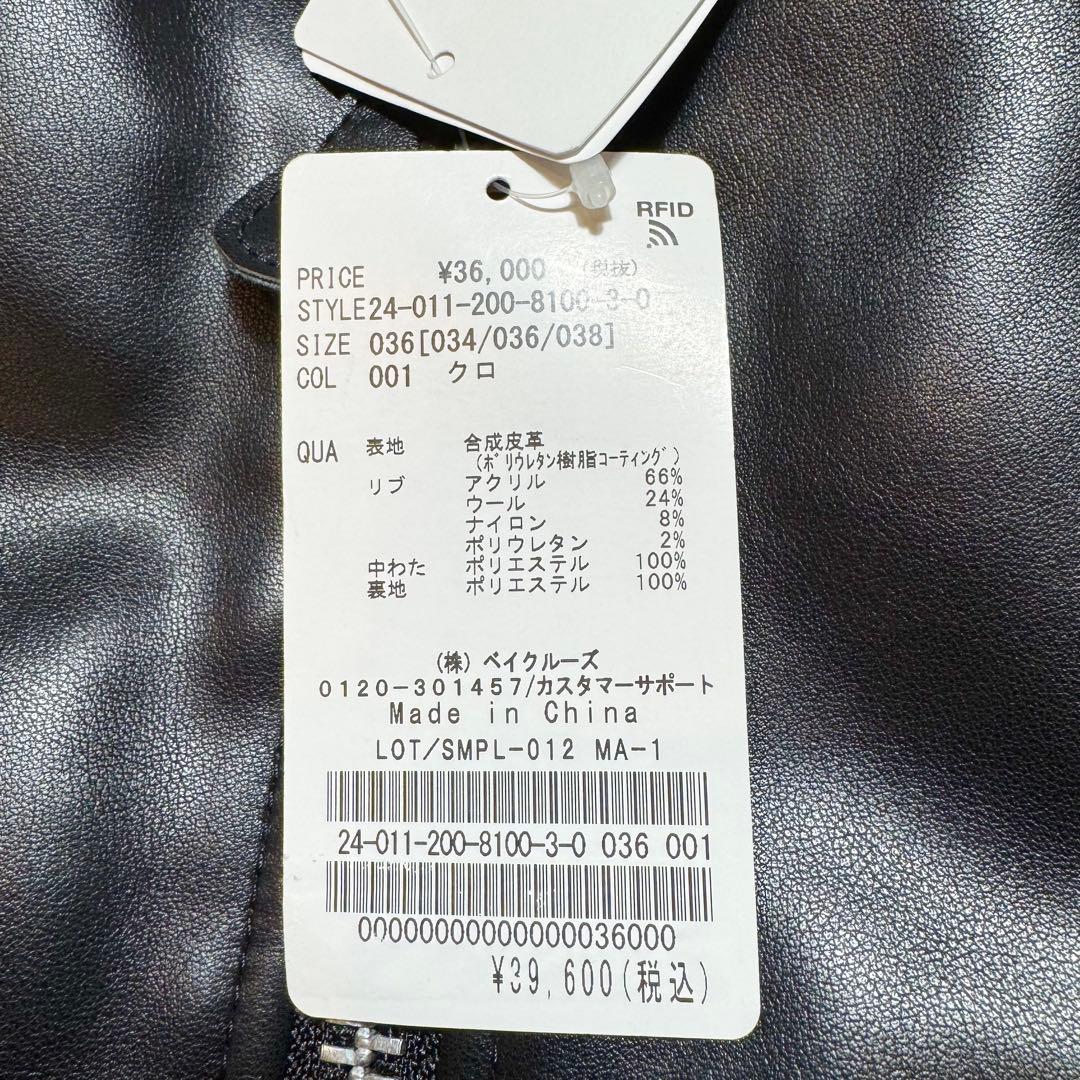 RFID
PRICE ¥36,000 (税抜)
STYLE24-011-200-8100-3-0
SIZE 036[034/036/038]
COL 001 クロ
QUA 表地 合成皮革
(ﾎﾟﾘｳﾚﾀﾝ樹脂ｺｰﾃｨﾝｸﾞ)
リブ アクリル 66%
ウール 24%
ナイロン 8%
ポリウレタン 2%
中わた ポリエステル 100%
裏地 ポリエステル 100%
(株) ベイクルーズ
0120-301457/カスタマーサポート
Made in China
LOT/SMPL-012 MA-1
24-011-200-8100-3-0 036 001
00000000000000036000
¥39,600(税込)